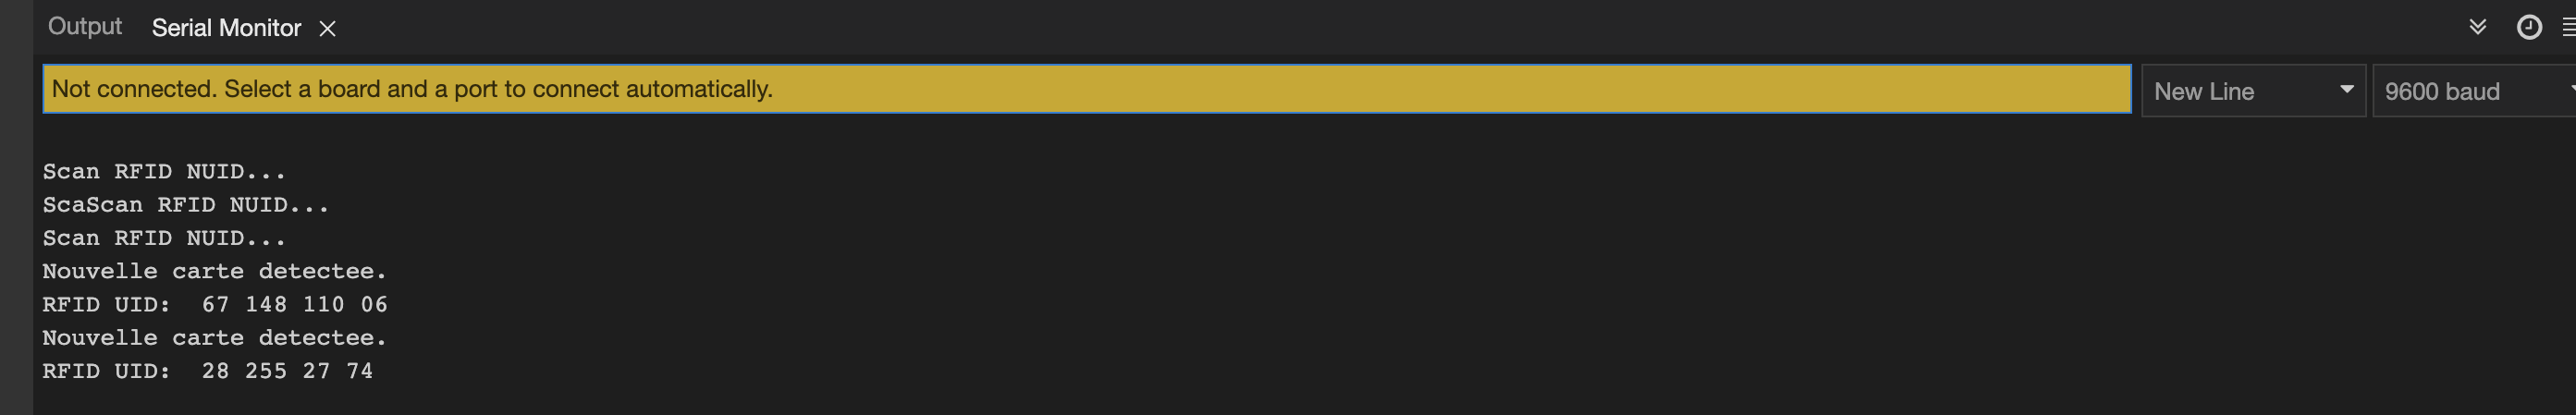 Output Serial Monitor
Not connected. Select a board and a port to connect automatically. New Line 9600 baud
Scan RFID NUID...
ScaScan RFID NUID...
Scan RFID NUID...
Nouvelle carte detectee.
RFID UID:  67 148 110 06
Nouvelle carte detectee.
RFID UID:  28 255 27 74